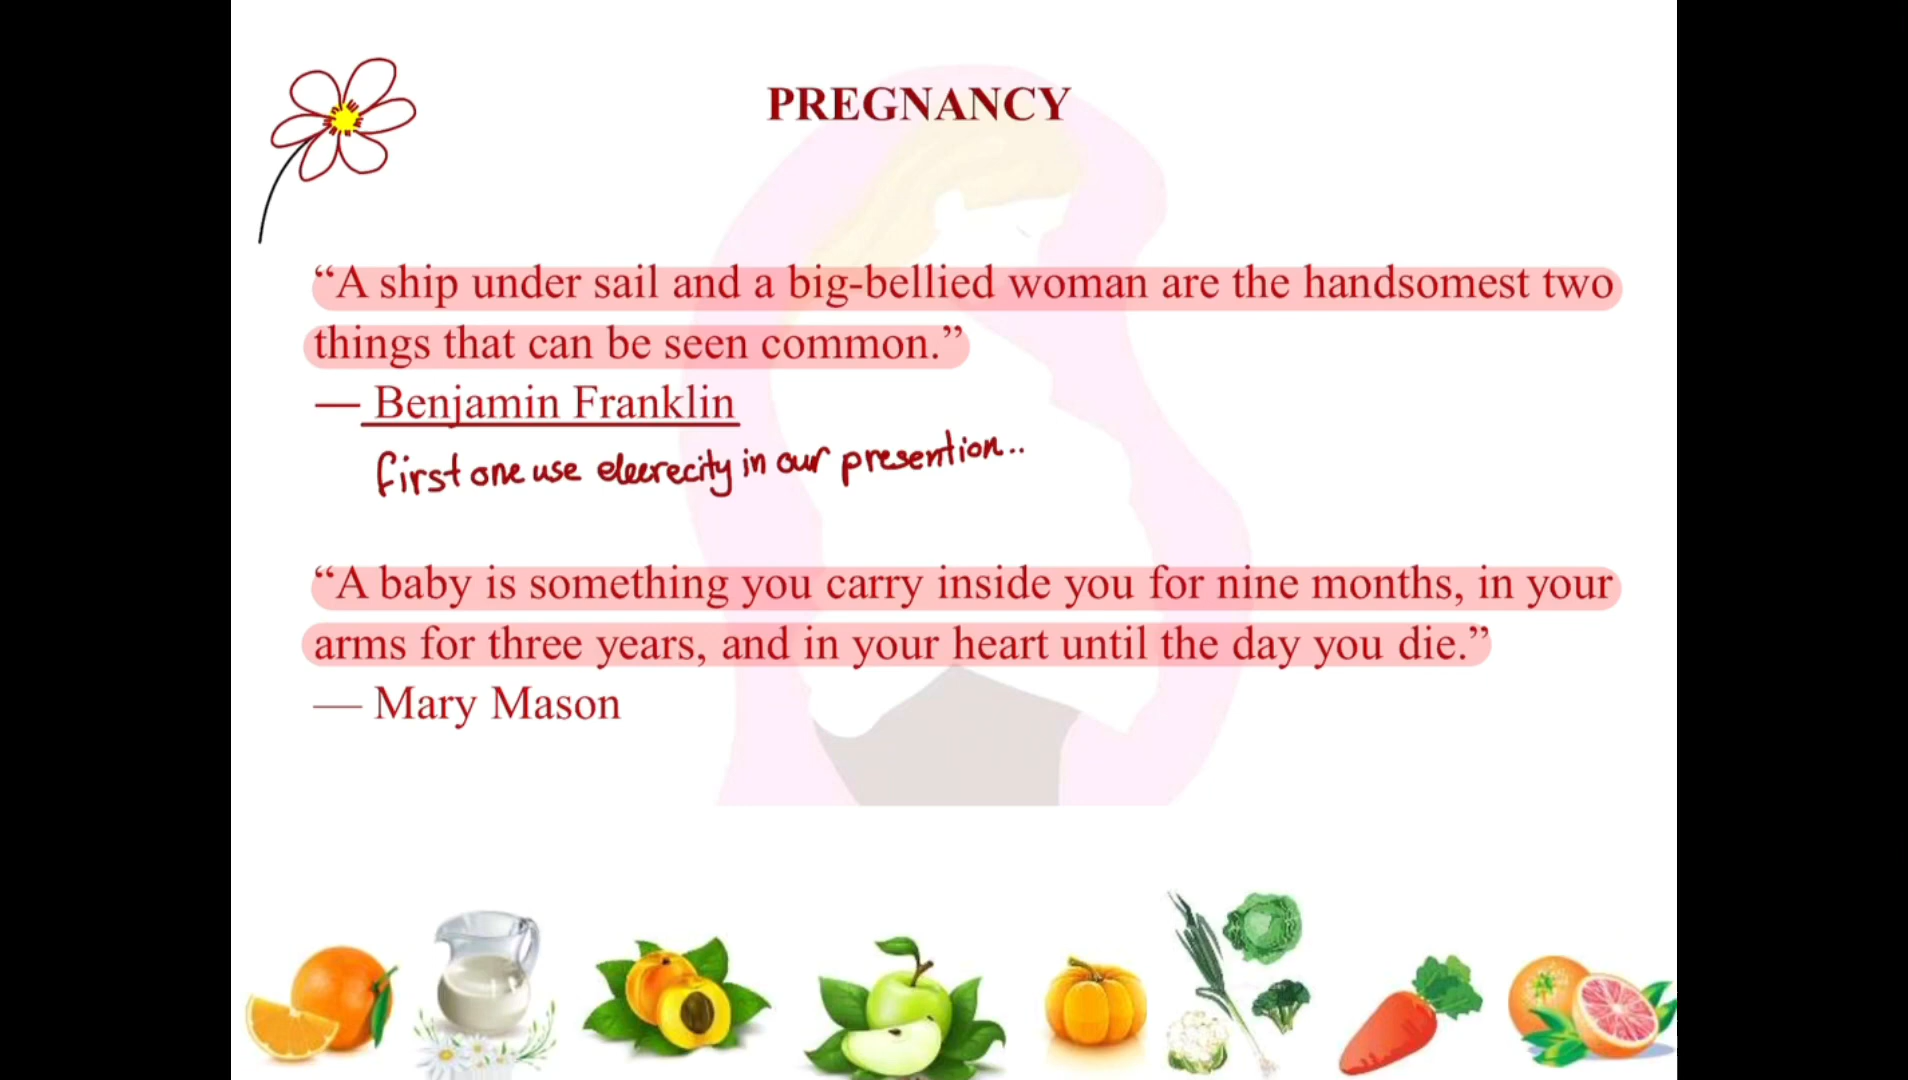 PREGNANCY
“A ship under sail and a big-bellied woman are the handsomest two
things that can be seen common.”
— Benjamin Franklin
first one use eleerecity in our presention..
“A baby is something you carry inside you for nine months, in your
arms for three years, and in your heart until the day you die.”
— Mary Mason